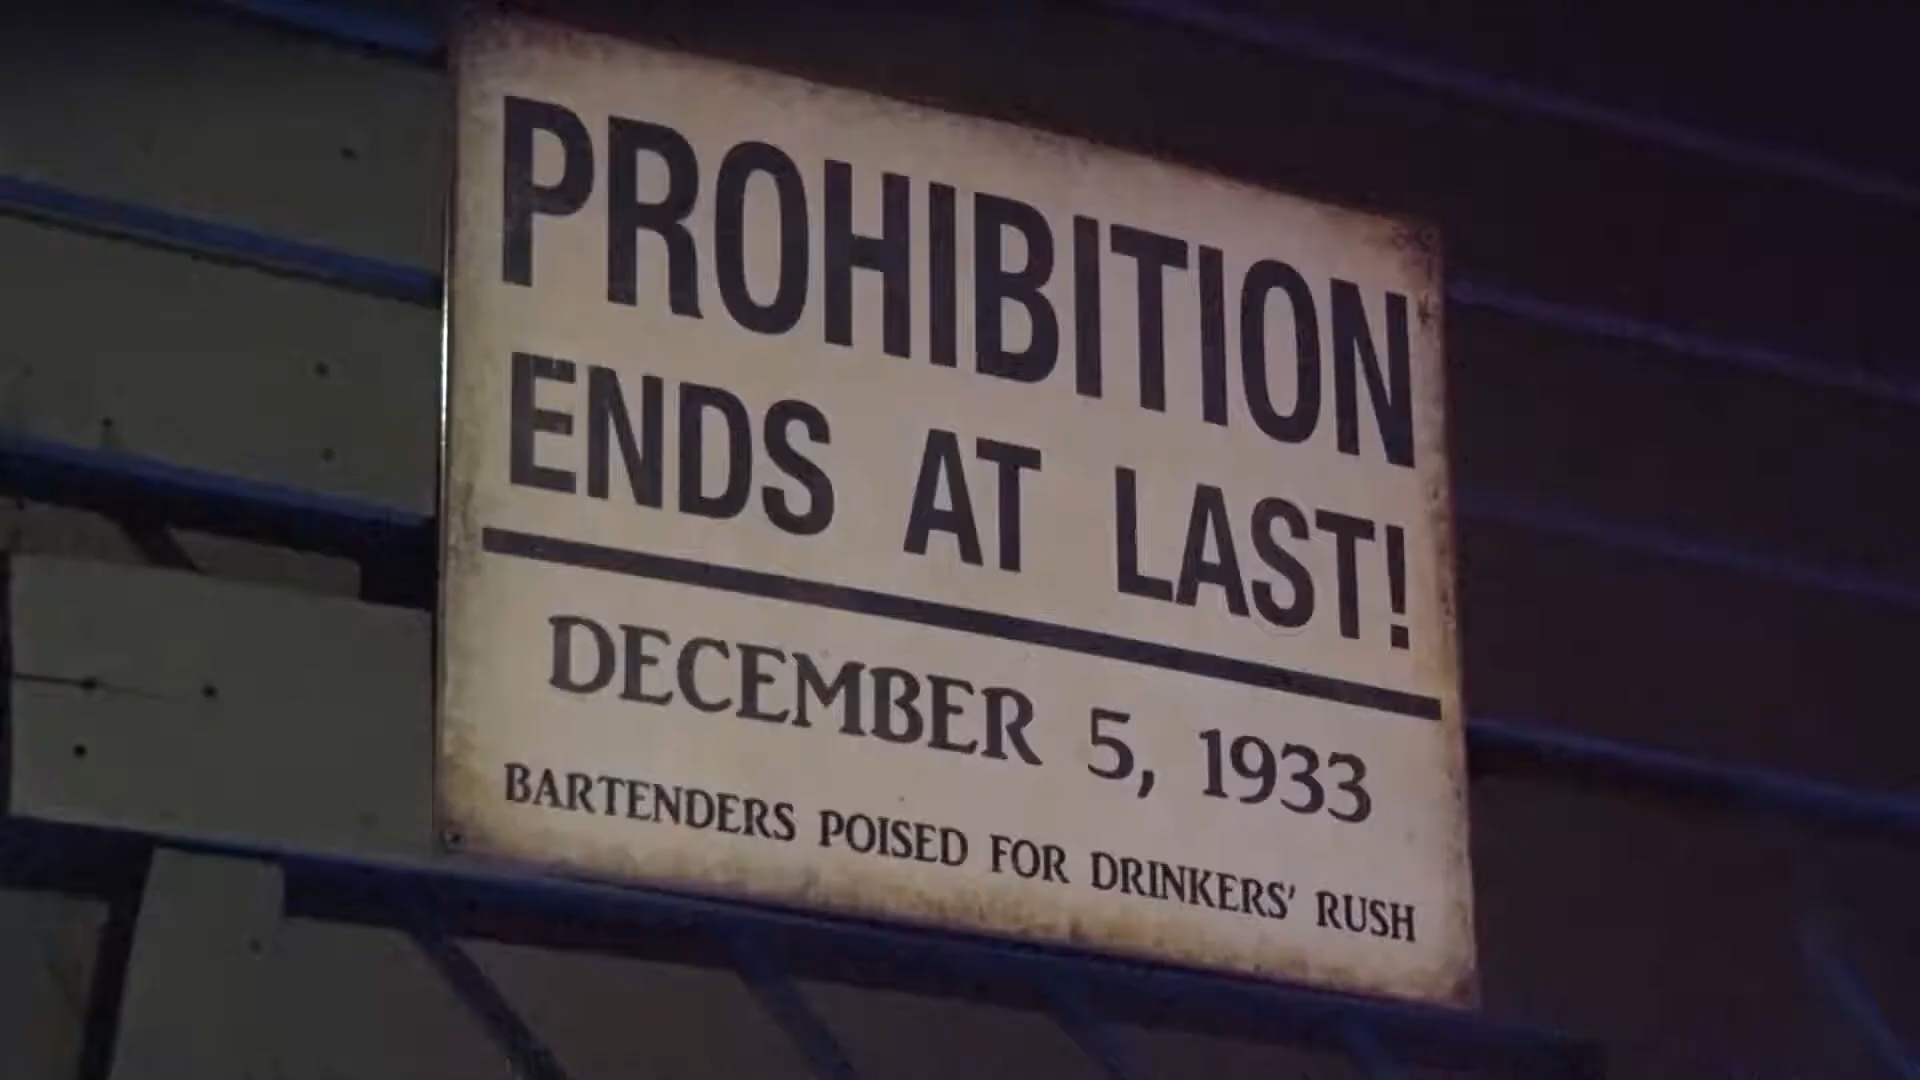 PROHIBITION
ENDS AT LAST!
DECEMBER 5, 1933
BARTENDERS POISED FOR DRINKERS' RUSH